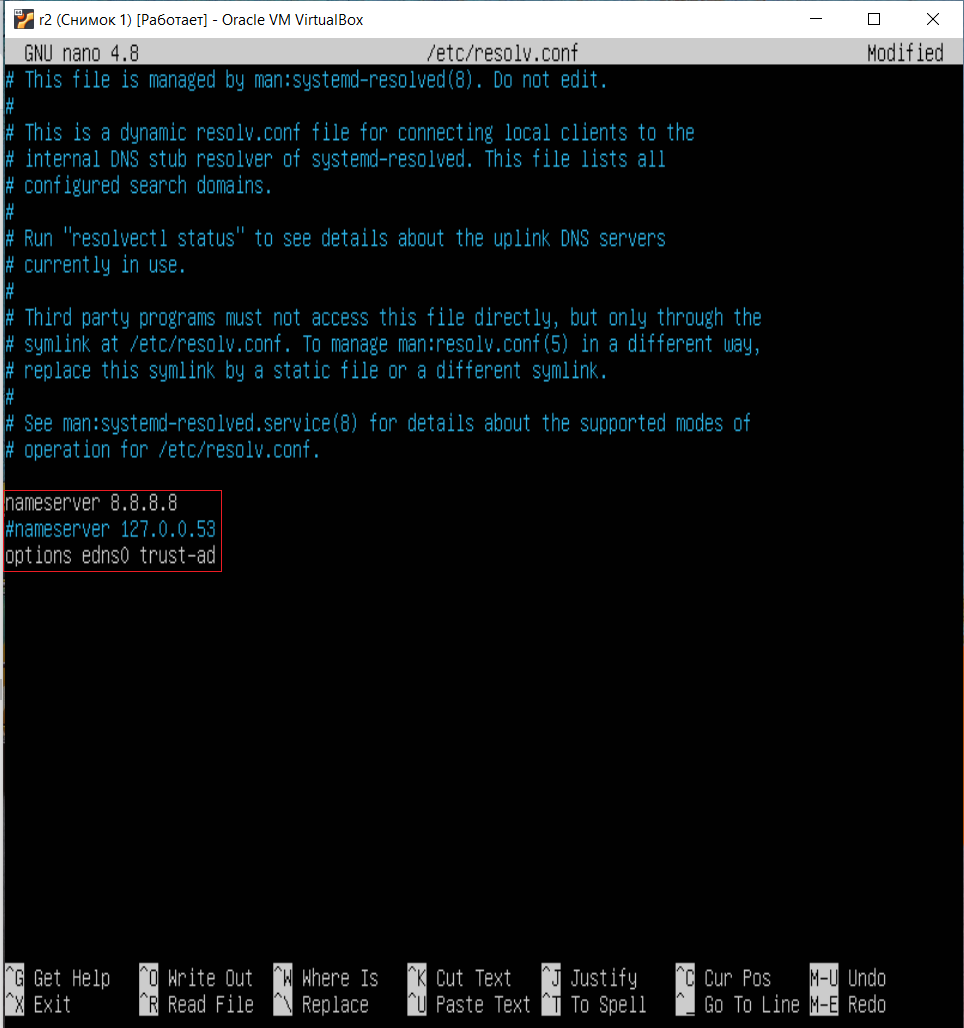 r2 (Снимок 1) [Работает] - Oracle VM VirtualBox
GNU nano 4.8 /etc/resolv.conf Modified
# This file is managed by man:systemd-resolved(8). Do not edit.
#
# This is a dynamic resolv.conf file for connecting local clients to the
# internal DNS stub resolver of systemd-resolved. This file lists all
# configured search domains.
#
# Run "resolvectl status" to see details about the uplink DNS servers
# currently in use.
#
# Third party programs must not access this file directly, but only through the
# symlink at /etc/resolv.conf. To manage man:resolv.conf(5) in a different way,
# replace this symlink by a static file or a different symlink.
#
# See man:systemd-resolved.service(8) for details about the supported modes of
# operation for /etc/resolv.conf.
nameserver 8.8.8.8
#nameserver 127.0.0.53
options edns0 trust-ad
^G Get Help ^O Write Out ^W Where Is ^K Cut Text ^J Justify ^C Cur Pos M-U Undo
^X Exit ^R Read File ^\ Replace ^U Paste Text ^T To Spell ^_ Go To Line M-E Redo